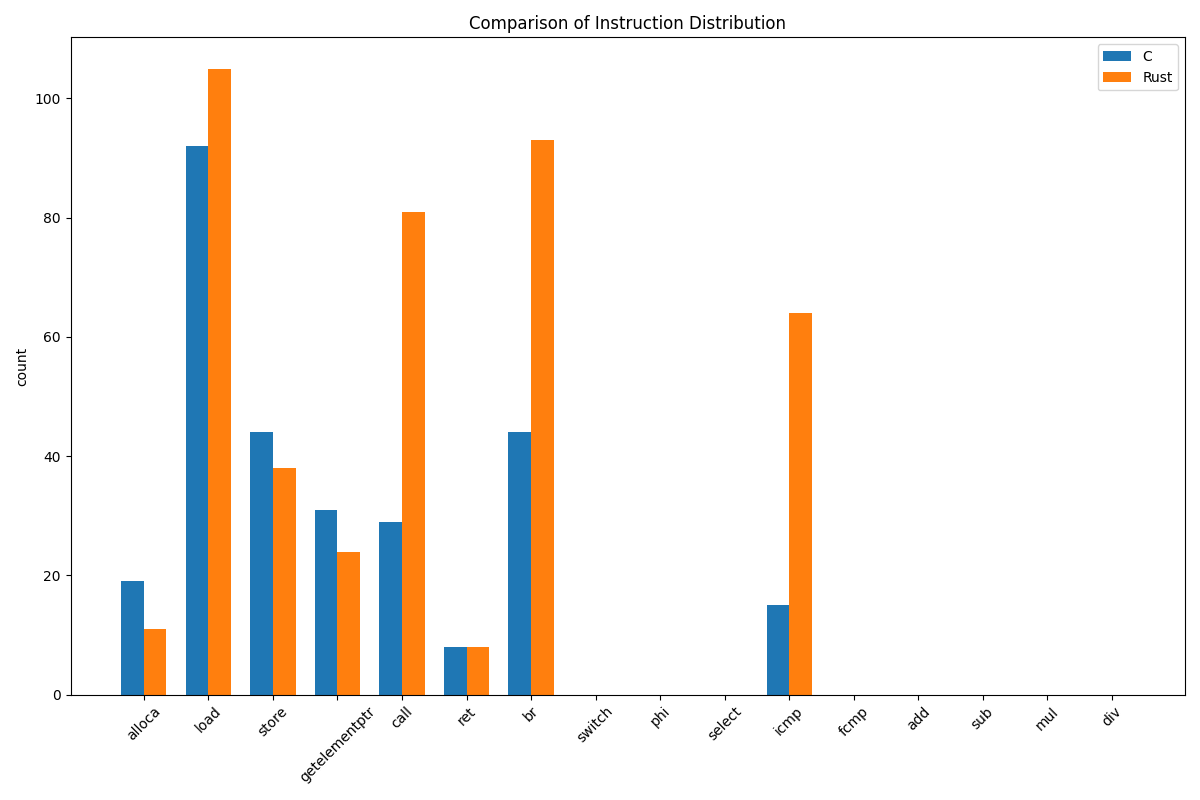 Comparison of Instruction Distribution
C
Rust
count
100
80
60
40
20
0
alloca
load
store
getelementptr
call
ret
br
switch
phi
select
icmp
fcmp
add
sub
mul
div